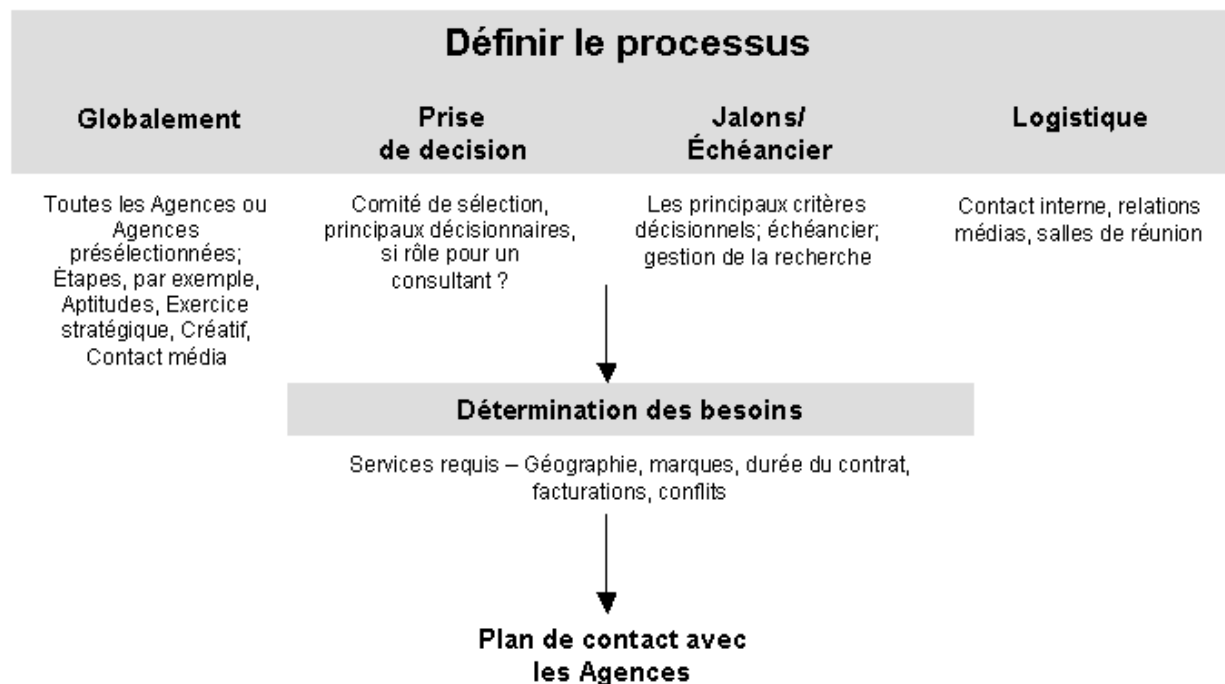 Définir le processus
Globalement
Prise
de decision
Jalons/
Échéancier
Logistique
Toutes les Agences ou
Agences
présélectionnées;
Étapes, par exemple,
Aptitudes, Exercice
stratégique, Créatif,
Contact média
Comité de sélection,
principaux décisionnaires,
si rôle pour un
consultant ?
Les principaux critères
décisionnels; échéancier;
gestion de la recherche
Contact interne, relations
médias, salles de réunion
Détermination des besoins
Services requis – Géographie, marques, durée du contrat,
facturations, conflits
Plan de contact avec
les Agences